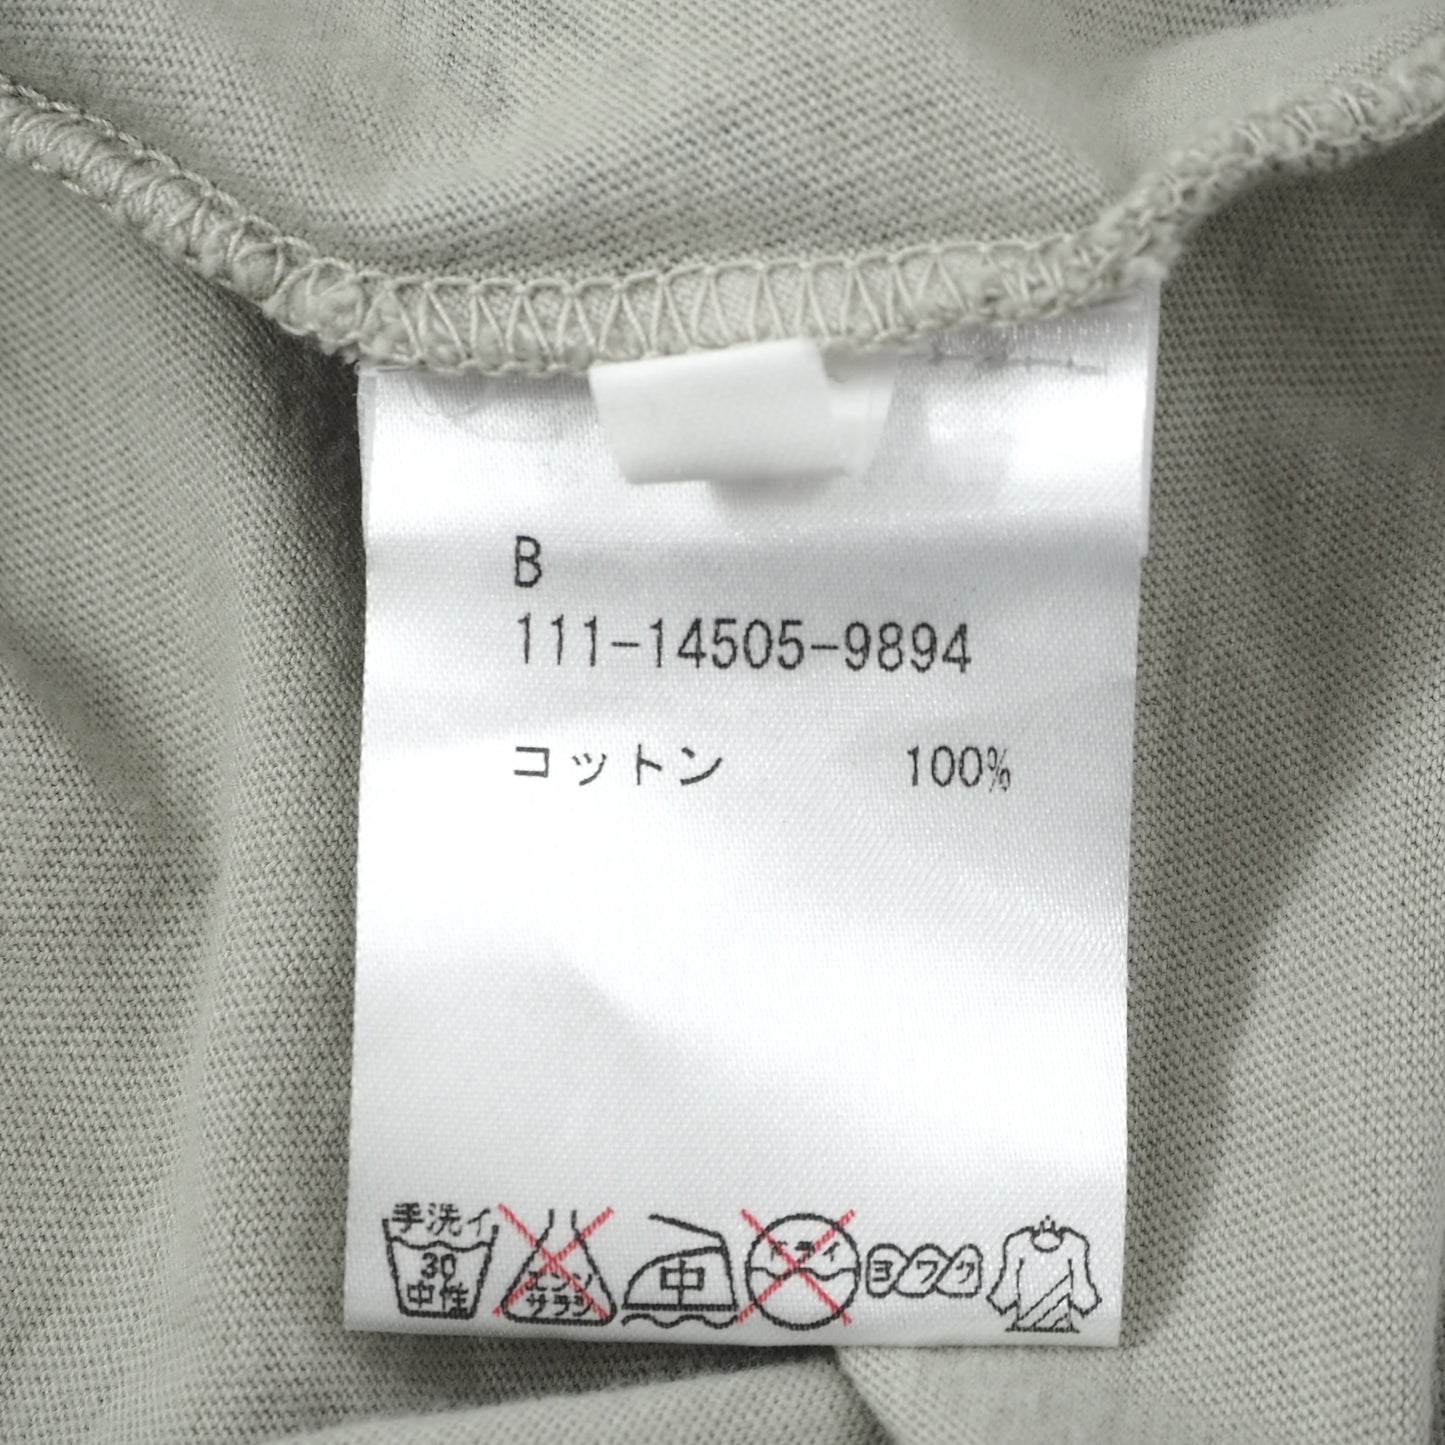 B
111-14505-9894
コットン 100%
手洗イ
30
中性
エンソ
サラシ
中
ドライ
ヨワク